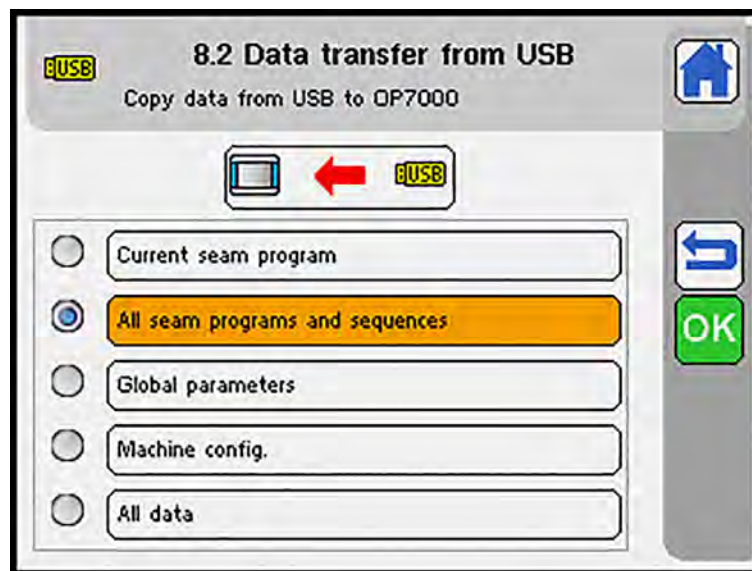 USB
8.2 Data transfer from USB
Copy data from USB to OP7000
USB
Current seam program
All seam programs and sequences
OK
Global parameters
Machine config.
All data